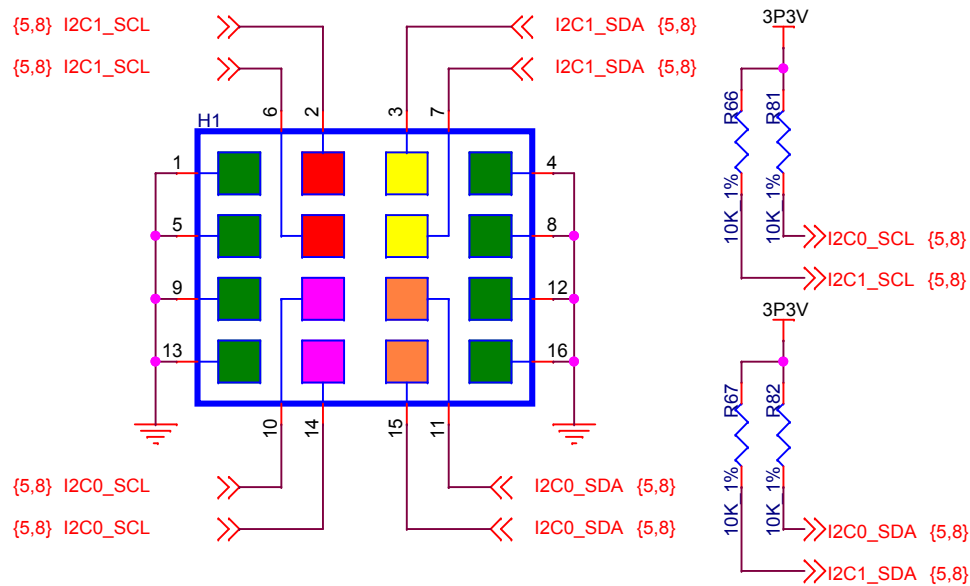 {5,8} I2C1_SCL
I2C1_SDA {5,8}
3P3V
{5,8} I2C1_SCL
I2C1_SDA {5,8}
6 2 3 7
R66 R81
H1
1 4
10K 1% 10K 1%
5 8
I2C0_SCL {5,8}
I2C1_SCL {5,8}
9 12
3P3V
13 16
R67 R82
10 14 15 11
10K 1% 10K 1%
{5,8} I2C0_SCL
I2C0_SDA {5,8}
{5,8} I2C0_SCL
I2C0_SDA {5,8}
I2C0_SDA {5,8}
I2C1_SDA {5,8}